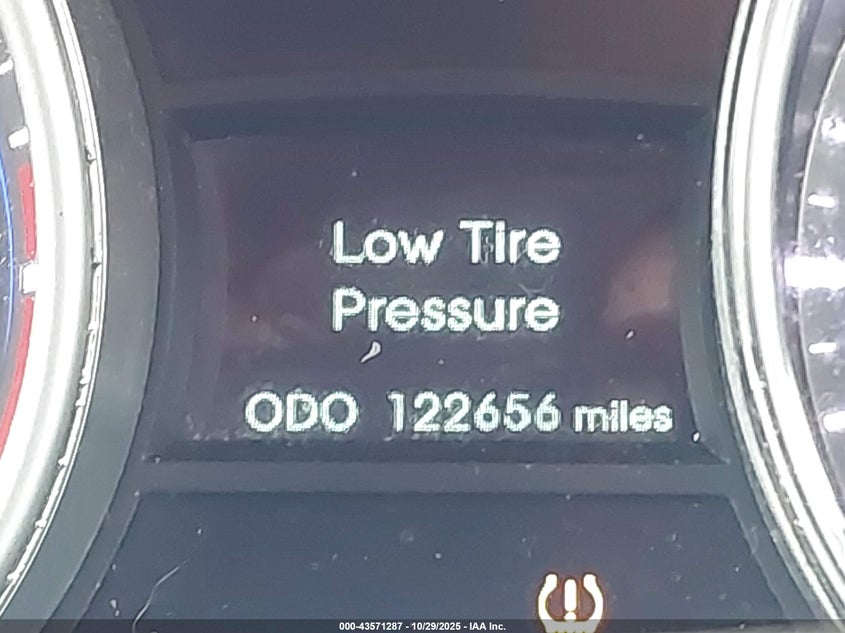 Low Tire
Pressure
ODO 122656 miles
000-43571287 - 10/29/2025 - IAA Inc.